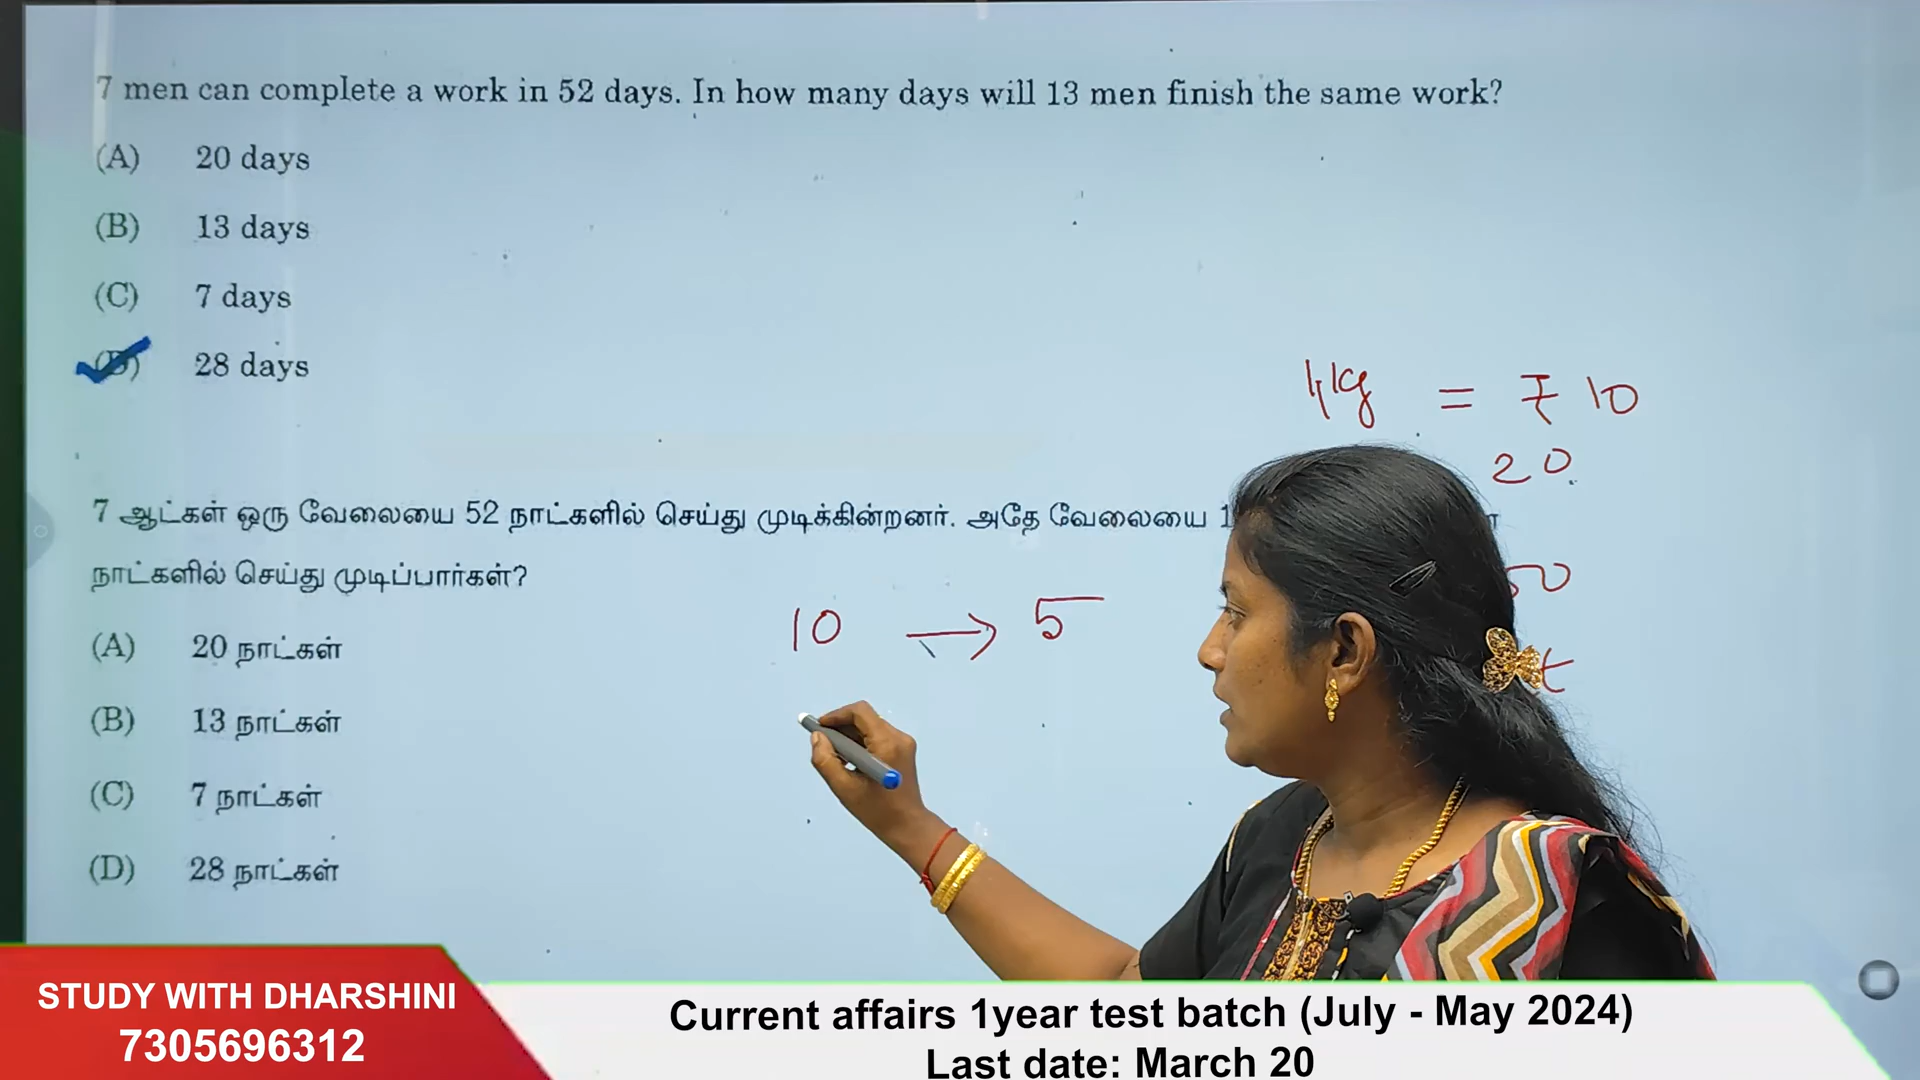 7 men can complete a work in 52 days. In how many days will 13 men finish the same work?
(A) 20 days
(B) 13 days
(C) 7 days
(D) 28 days
1kg = ₹ 10
20
7 ஆட்கள் ஒரு வேலையை 52 நாட்களில் செய்து முடிக்கின்றனர். அதே வேலையை 1
நாட்களில் செய்து முடிப்பார்கள்?
50
10 → 5
(A) 20 நாட்கள்
(B) 13 நாட்கள்
(C) 7 நாட்கள்
(D) 28 நாட்கள்
STUDY WITH DHARSHINI
7305696312
Current affairs 1year test batch (July - May 2024)
Last date: March 20